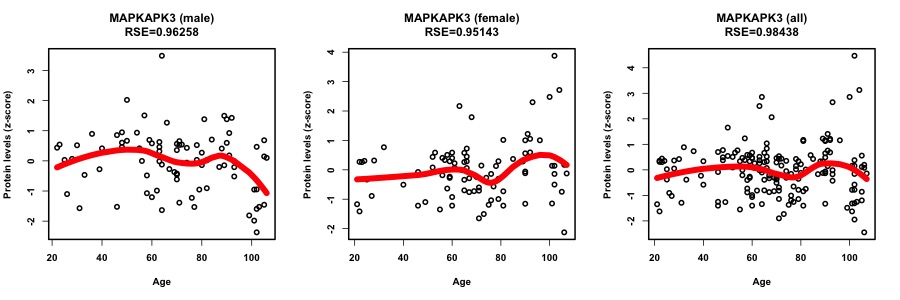 MAPKAPK3 (male)
RSE=0.96258
Protein levels (z-score)
3
2
1
0
-1
-2
20 40 60 80 100
Age
MAPKAPK3 (female)
RSE=0.95143
Protein levels (z-score)
4
3
2
1
0
-1
-2
20 40 60 80 100
Age
MAPKAPK3 (all)
RSE=0.98438
Protein levels (z-score)
4
3
2
1
0
-1
-2
20 40 60 80 100
Age